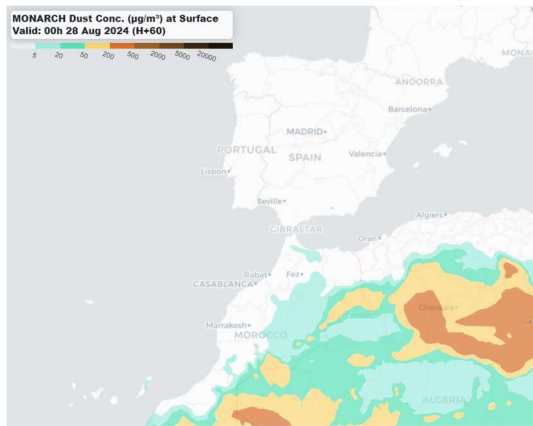 MONARCH Dust Conc. (µg/m³) at Surface
Valid: 00h 28 Aug 2024 (H+60)
5 20 50 200 500 2000 5000 20000
MONAC
ANDORRA
Barcelona
MADRID
PORTUGAL
SPAIN
Valencia
Lisbon
Seville
Algiers
GIBRALTAR
Oran
Rabat
Fez
CASABLANCA
Ghardaia
Marrakesh
MOROCCO
ALGERIA